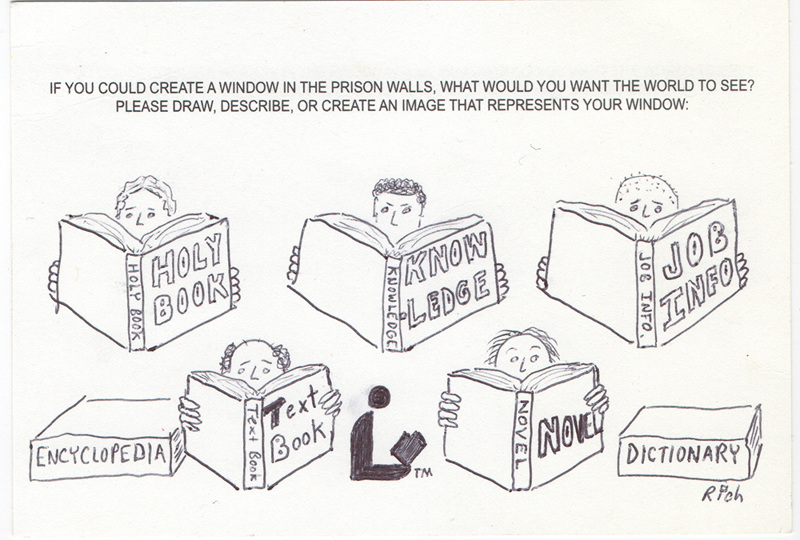 IF YOU COULD CREATE A WINDOW IN THE PRISON WALLS, WHAT WOULD YOU WANT THE WORLD TO SEE?
PLEASE DRAW, DESCRIBE, OR CREATE AN IMAGE THAT REPRESENTS YOUR WINDOW:
HOLY BOOK
HOLY
BOOK
KNOWLEDGE
KNOW
LEDGE
JOB INFO
JOB
INFO
ENCYCLOPEDIA
Text Book
Text
Book
TM
NOVEL
NOVEL
DICTIONARY